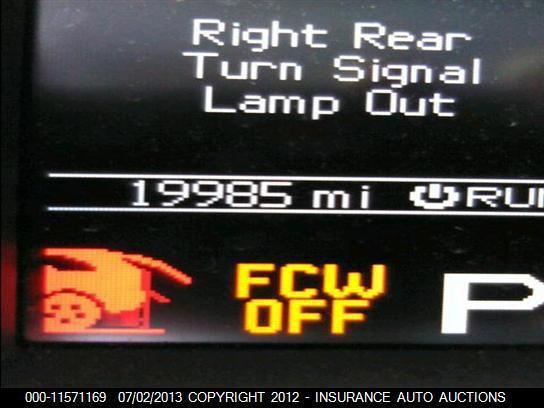 Right Rear
Turn Signal
Lamp Out
19985 mi RUN
FCW
OFF
P
000-11571169 07/02/2013 COPYRIGHT 2012 - INSURANCE AUTO AUCTIONS